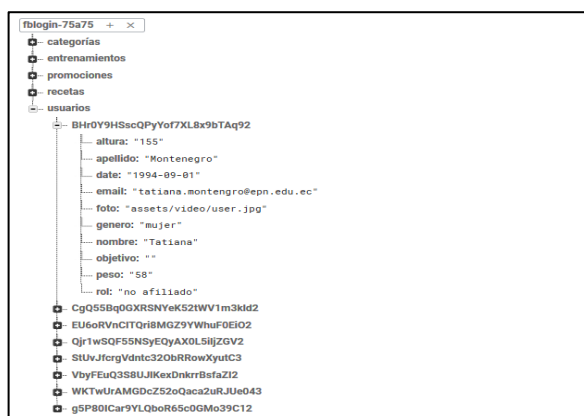 fblogin-75a75 + ×
categorías
entrenamientos
promociones
recetas
usuarios
BHr0Y9HSscQPyYof7XL8x9bTAq92
altura: "155"
apellido: "Montenegro"
date: "1994-09-01"
email: "tatiana.montengro@epn.edu.ec"
foto: "assets/video/user.jpg"
genero: "mujer"
nombre: "Tatiana"
objetivo: ""
peso: "58"
rol: "no afiliado"
CgQ55Bq0GXRSNYeK52tWV1m3kld2
EU6oRVnCITQri8MGZ9YWhuF0EiO2
Qjr1wSQF55NSyEQyAX0L5iIjZGV2
StUvJfcrgVdntc32ObRRowXyutC3
VbyFEuQ3S8UJIKexDnkrrBsfaZI2
WKTwUrAMGDcZ52oQaca2uRJUe043
g5P80ICar9YLQboR65c0GMo39C12